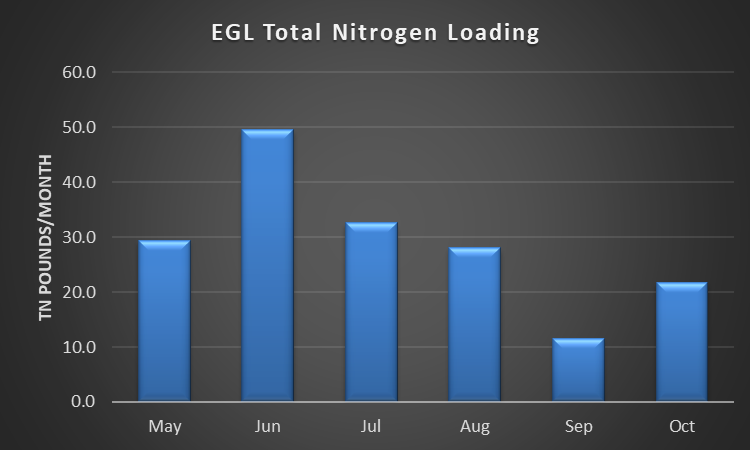 EGL Total Nitrogen Loading
60.0
50.0
40.0
30.0
20.0
10.0
0.0
TN POUNDS/MONTH
May Jun Jul Aug Sep Oct